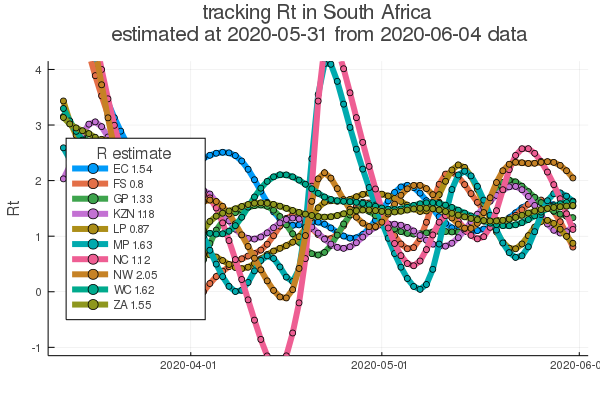 tracking Rt in South Africa
estimated at 2020-05-31 from 2020-06-04 data
4
3
2
1
0
-1
Rt
R estimate
EC 1.54
FS 0.8
GP 1.33
KZN 1.18
LP 0.87
MP 1.63
NC 1.12
NW 2.05
WC 1.62
ZA 1.55
2020-04-01
2020-05-01
2020-06-0